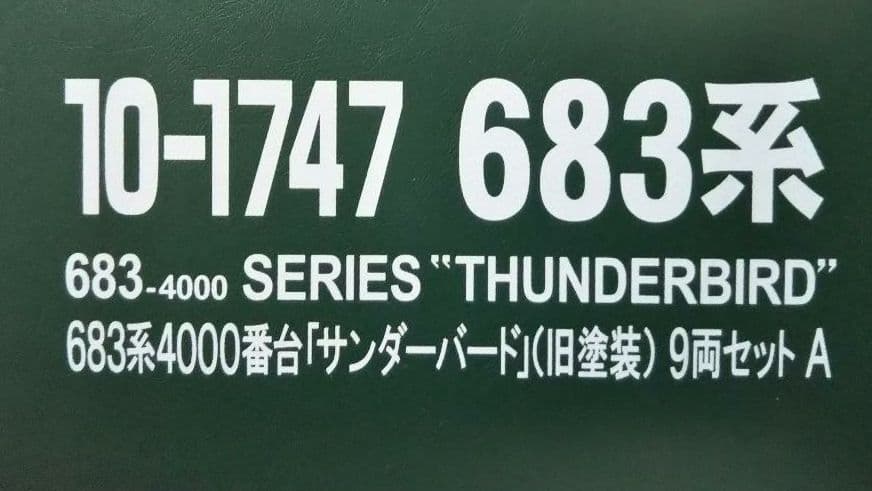 10-1747 683系
683-4000 SERIES “THUNDERBIRD”
683系4000番台「サンダーバード」(旧塗装) 9両セット A